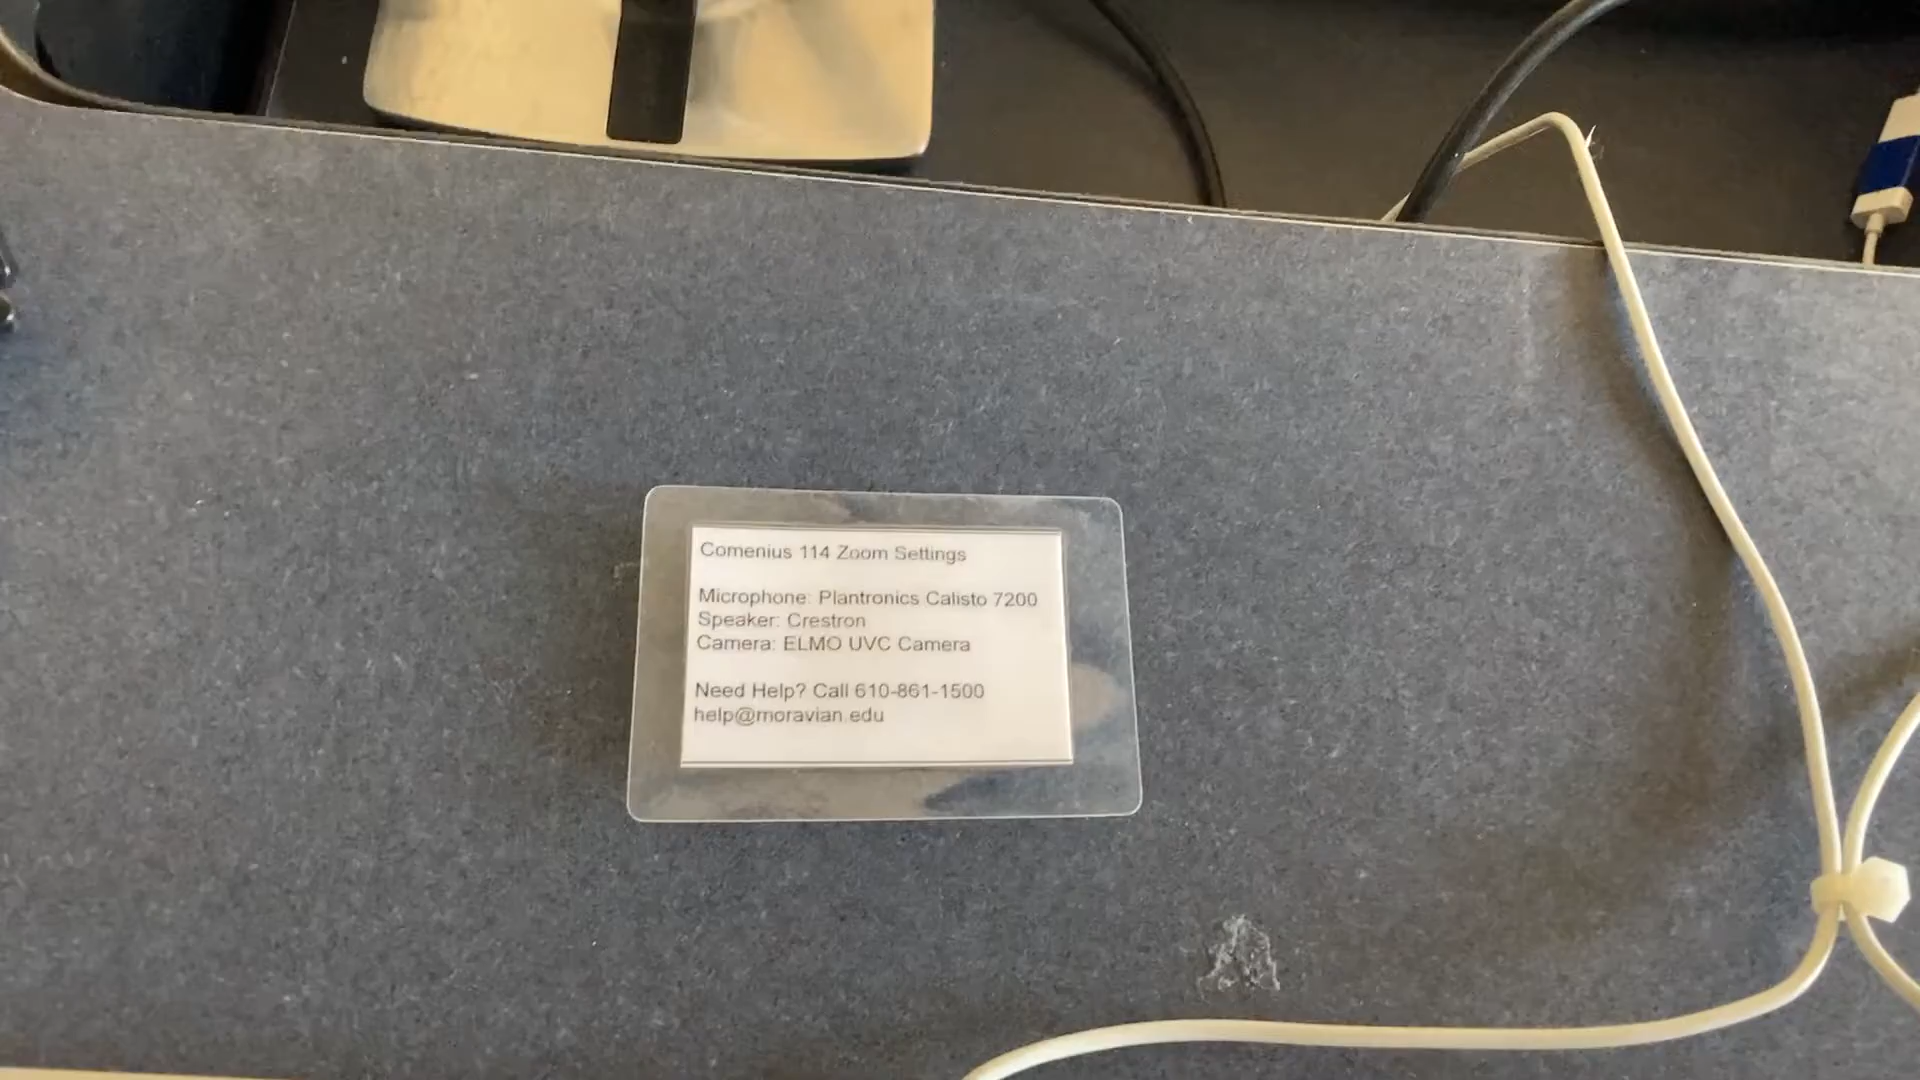 Comenius 114 Zoom Settings
Microphone: Plantronics Calisto 7200
Speaker: Crestron
Camera: ELMO UVC Camera
Need Help? Call 610-861-1500
help@moravian.edu